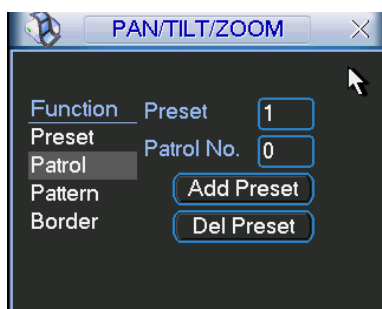 PAN/TILT/ZOOM
Function
Preset
Patrol
Pattern
Border
Preset 1
Patrol No. 0
Add Preset
Del Preset